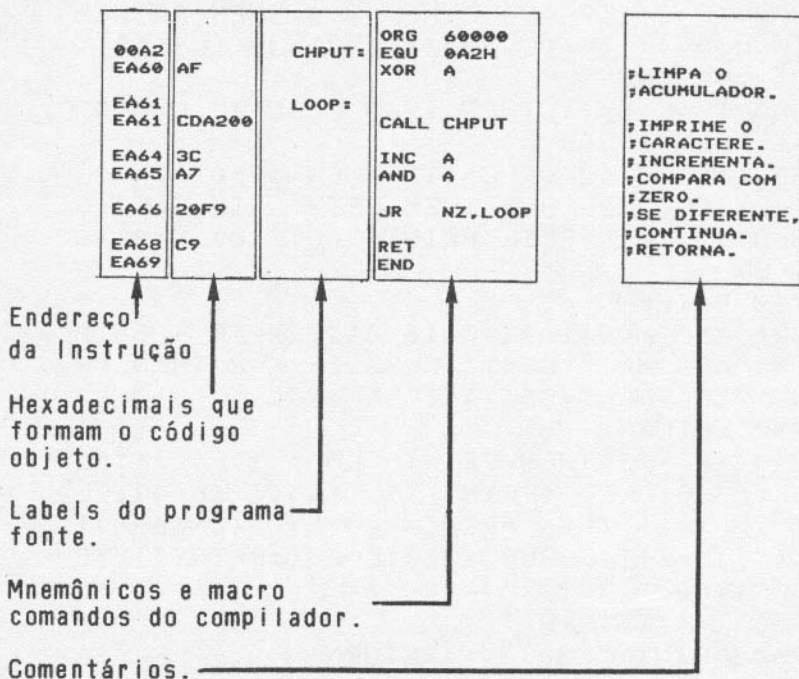 ORG 60000
00A2 CHPUT: EQU 0A2H
EA60 AF XOR A ;LIMPA O
;ACUMULADOR.
EA61 LOOP:
EA61 CDA200 CALL CHPUT ;IMPRIME O
;CARACTERE.
EA64 3C INC A ;INCREMENTA.
EA65 A7 AND A ;COMPARA COM
;ZERO.
EA66 20F9 JR NZ,LOOP ;SE DIFERENTE,
;CONTINUA.
EA68 C9 RET ;RETORNA.
EA69 END
Endereço
da Instrução
Hexadecimais que
formam o código
objeto.
Labels do programa
fonte.
Mnemônicos e macro
comandos do compilador.
Comentários.